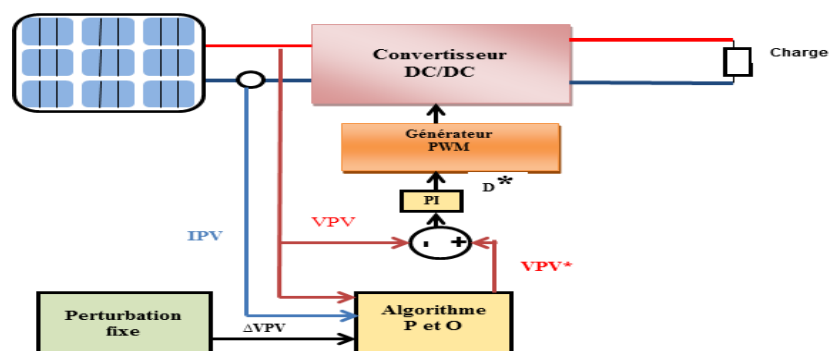 Convertisseur
DC/DC
Charge
Générateur
PWM
D*
PI
VPV
- +
IPV
VPV*
Perturbation
fixe
ΔVPV
Algorithme
P et O